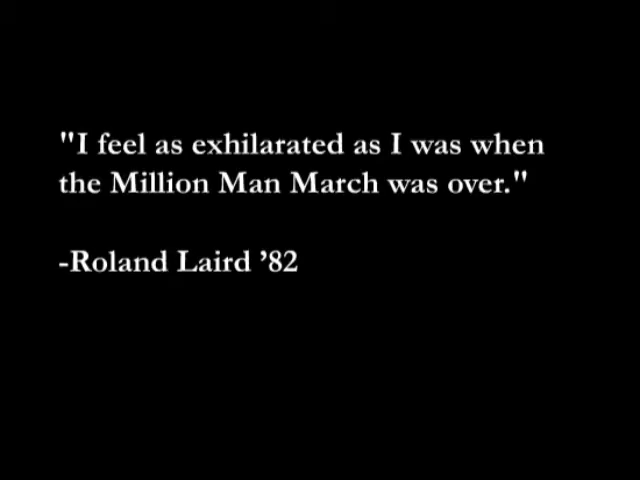 "I feel as exhilarated as I was when
the Million Man March was over."
-Roland Laird ’82